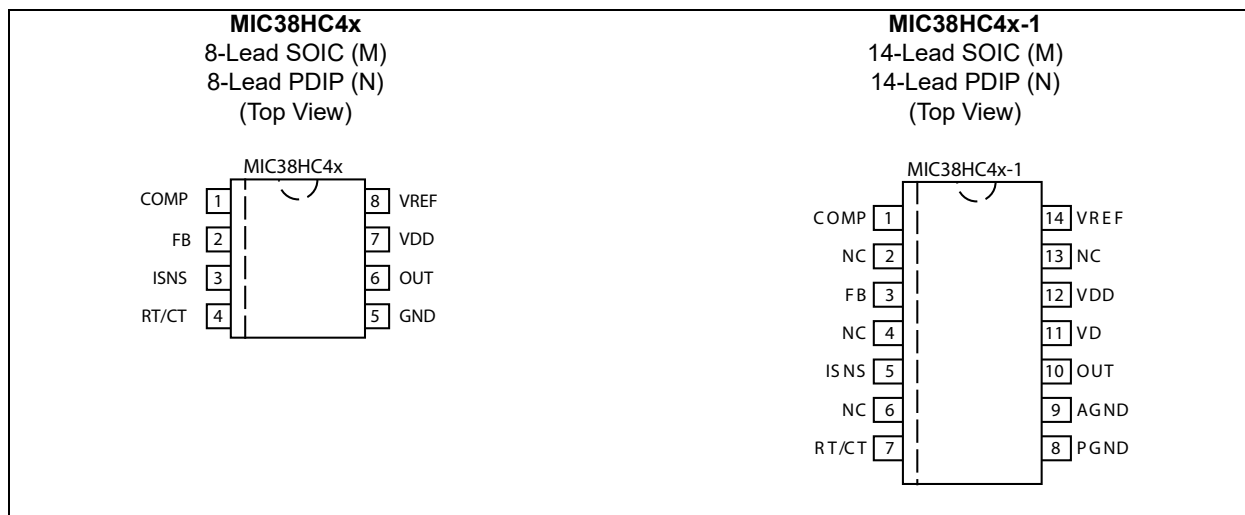 MIC38HC4x
8-Lead SOIC (M)
8-Lead PDIP (N)
(Top View)
MIC38HC4x
COMP 1 8 VREF
FB 2 7 VDD
ISNS 3 6 OUT
RT/CT 4 5 GND
MIC38HC4x-1
14-Lead SOIC (M)
14-Lead PDIP (N)
(Top View)
MIC38HC4x-1
COMP 1 14 VREF
NC 2 13 NC
FB 3 12 VDD
NC 4 11 VD
ISNS 5 10 OUT
NC 6 9 AGND
RT/CT 7 8 PGND